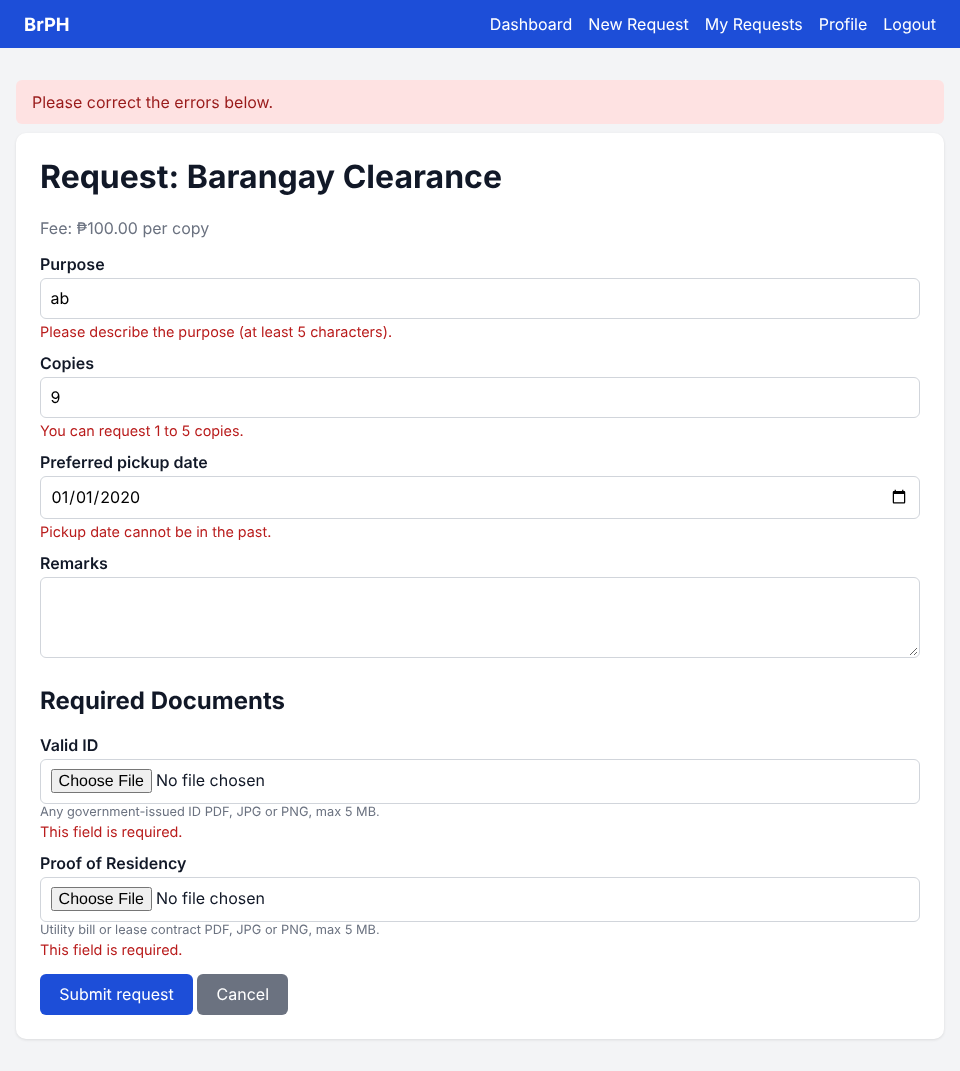 BrPH Dashboard New Request My Requests Profile Logout
Please correct the errors below.
Request: Barangay Clearance
Fee: ₱100.00 per copy
Purpose
ab
Please describe the purpose (at least 5 characters).
Copies
9
You can request 1 to 5 copies.
Preferred pickup date
01/01/2020
Pickup date cannot be in the past.
Remarks
Required Documents
Valid ID
Choose File No file chosen
Any government-issued ID PDF, JPG or PNG, max 5 MB.
This field is required.
Proof of Residency
Choose File No file chosen
Utility bill or lease contract PDF, JPG or PNG, max 5 MB.
This field is required.
Submit request Cancel